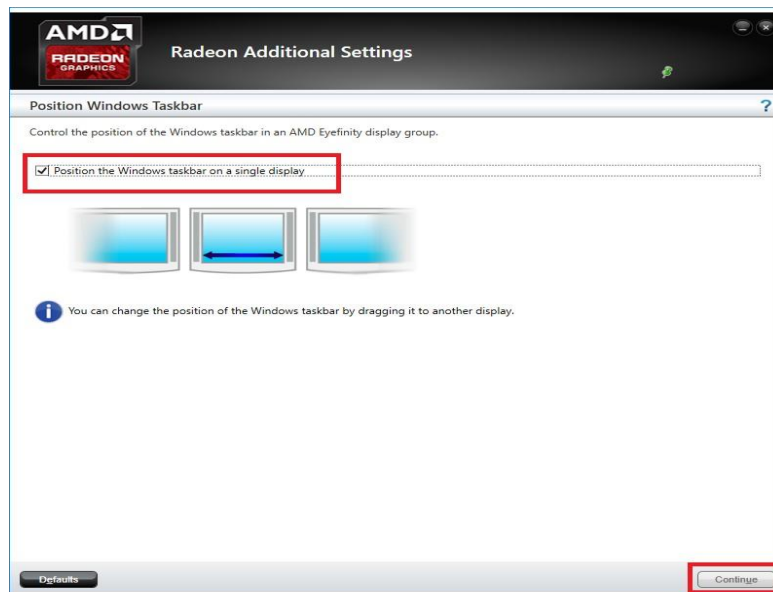 AMD
RADEON
GRAPHICS
Radeon Additional Settings
Position Windows Taskbar
?
Control the position of the Windows taskbar in an AMD Eyefinity display group.
Position the Windows taskbar on a single display
i
You can change the position of the Windows taskbar by dragging it to another display.
Defaults
Continue